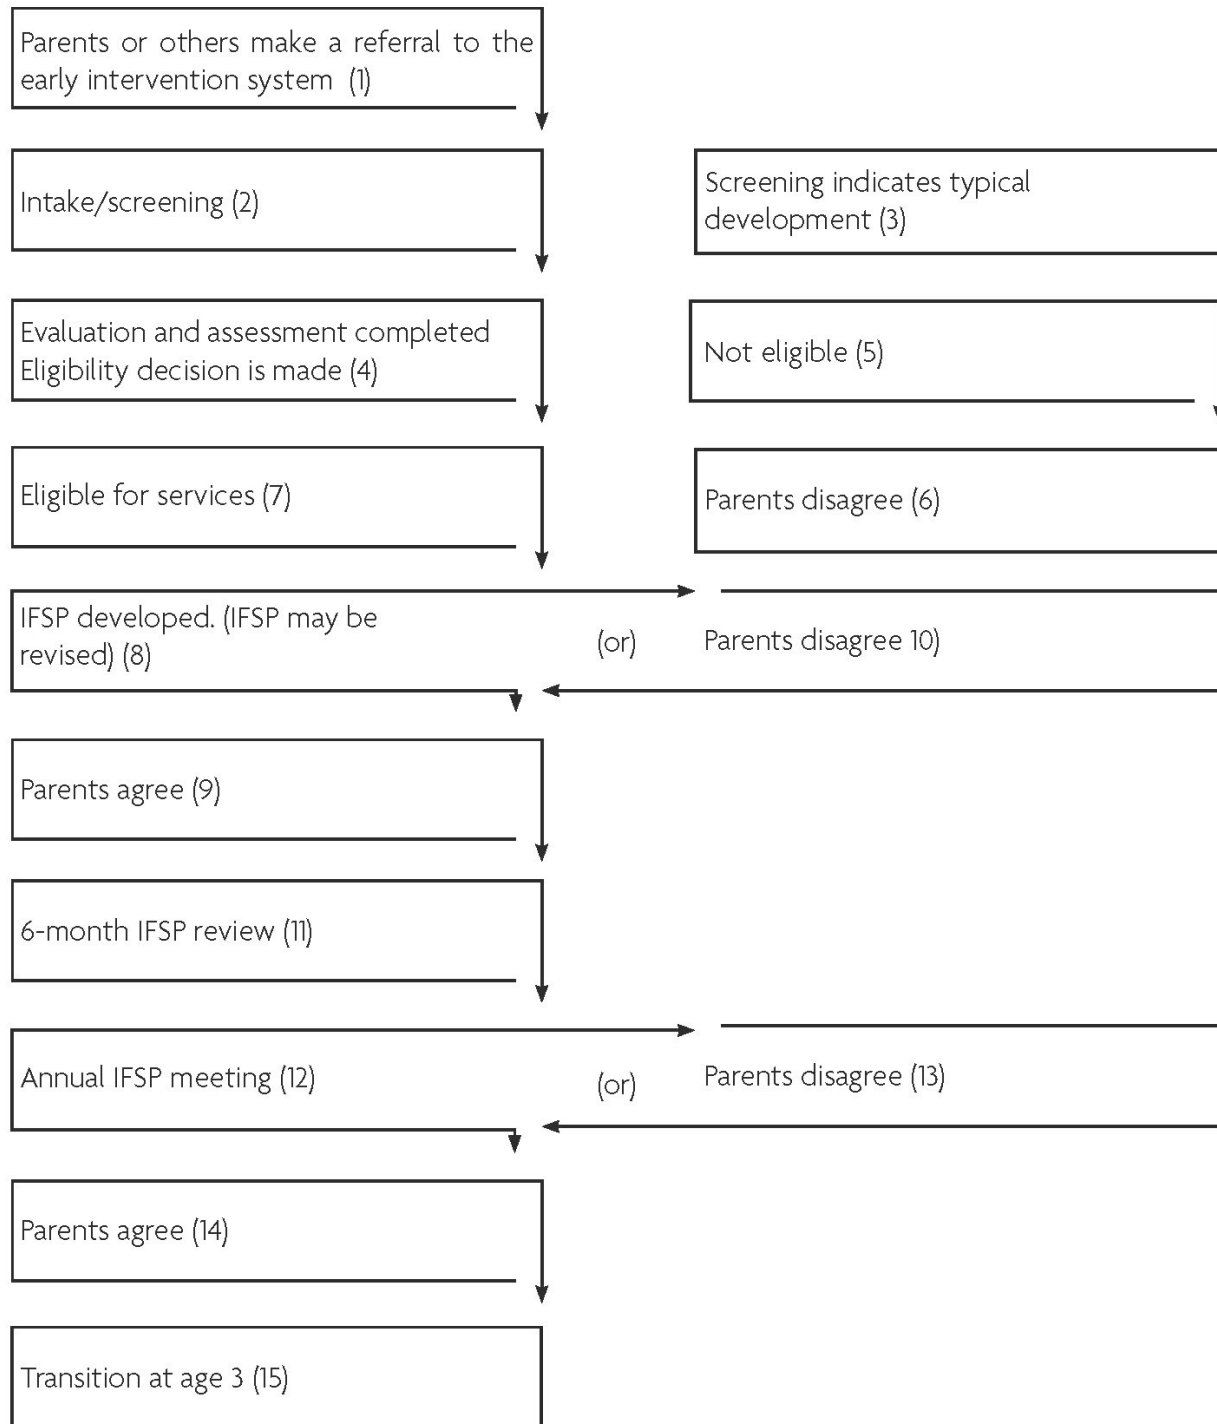 Parents or others make a referral to the
early intervention system (1)
Intake/screening (2)
Screening indicates typical
development (3)
Evaluation and assessment completed
Eligibility decision is made (4)
Not eligible (5)
Eligible for services (7)
Parents disagree (6)
IFSP developed. (IFSP may be
revised) (8)
(or)
Parents disagree 10)
Parents agree (9)
6-month IFSP review (11)
Annual IFSP meeting (12)
(or)
Parents disagree (13)
Parents agree (14)
Transition at age 3 (15)